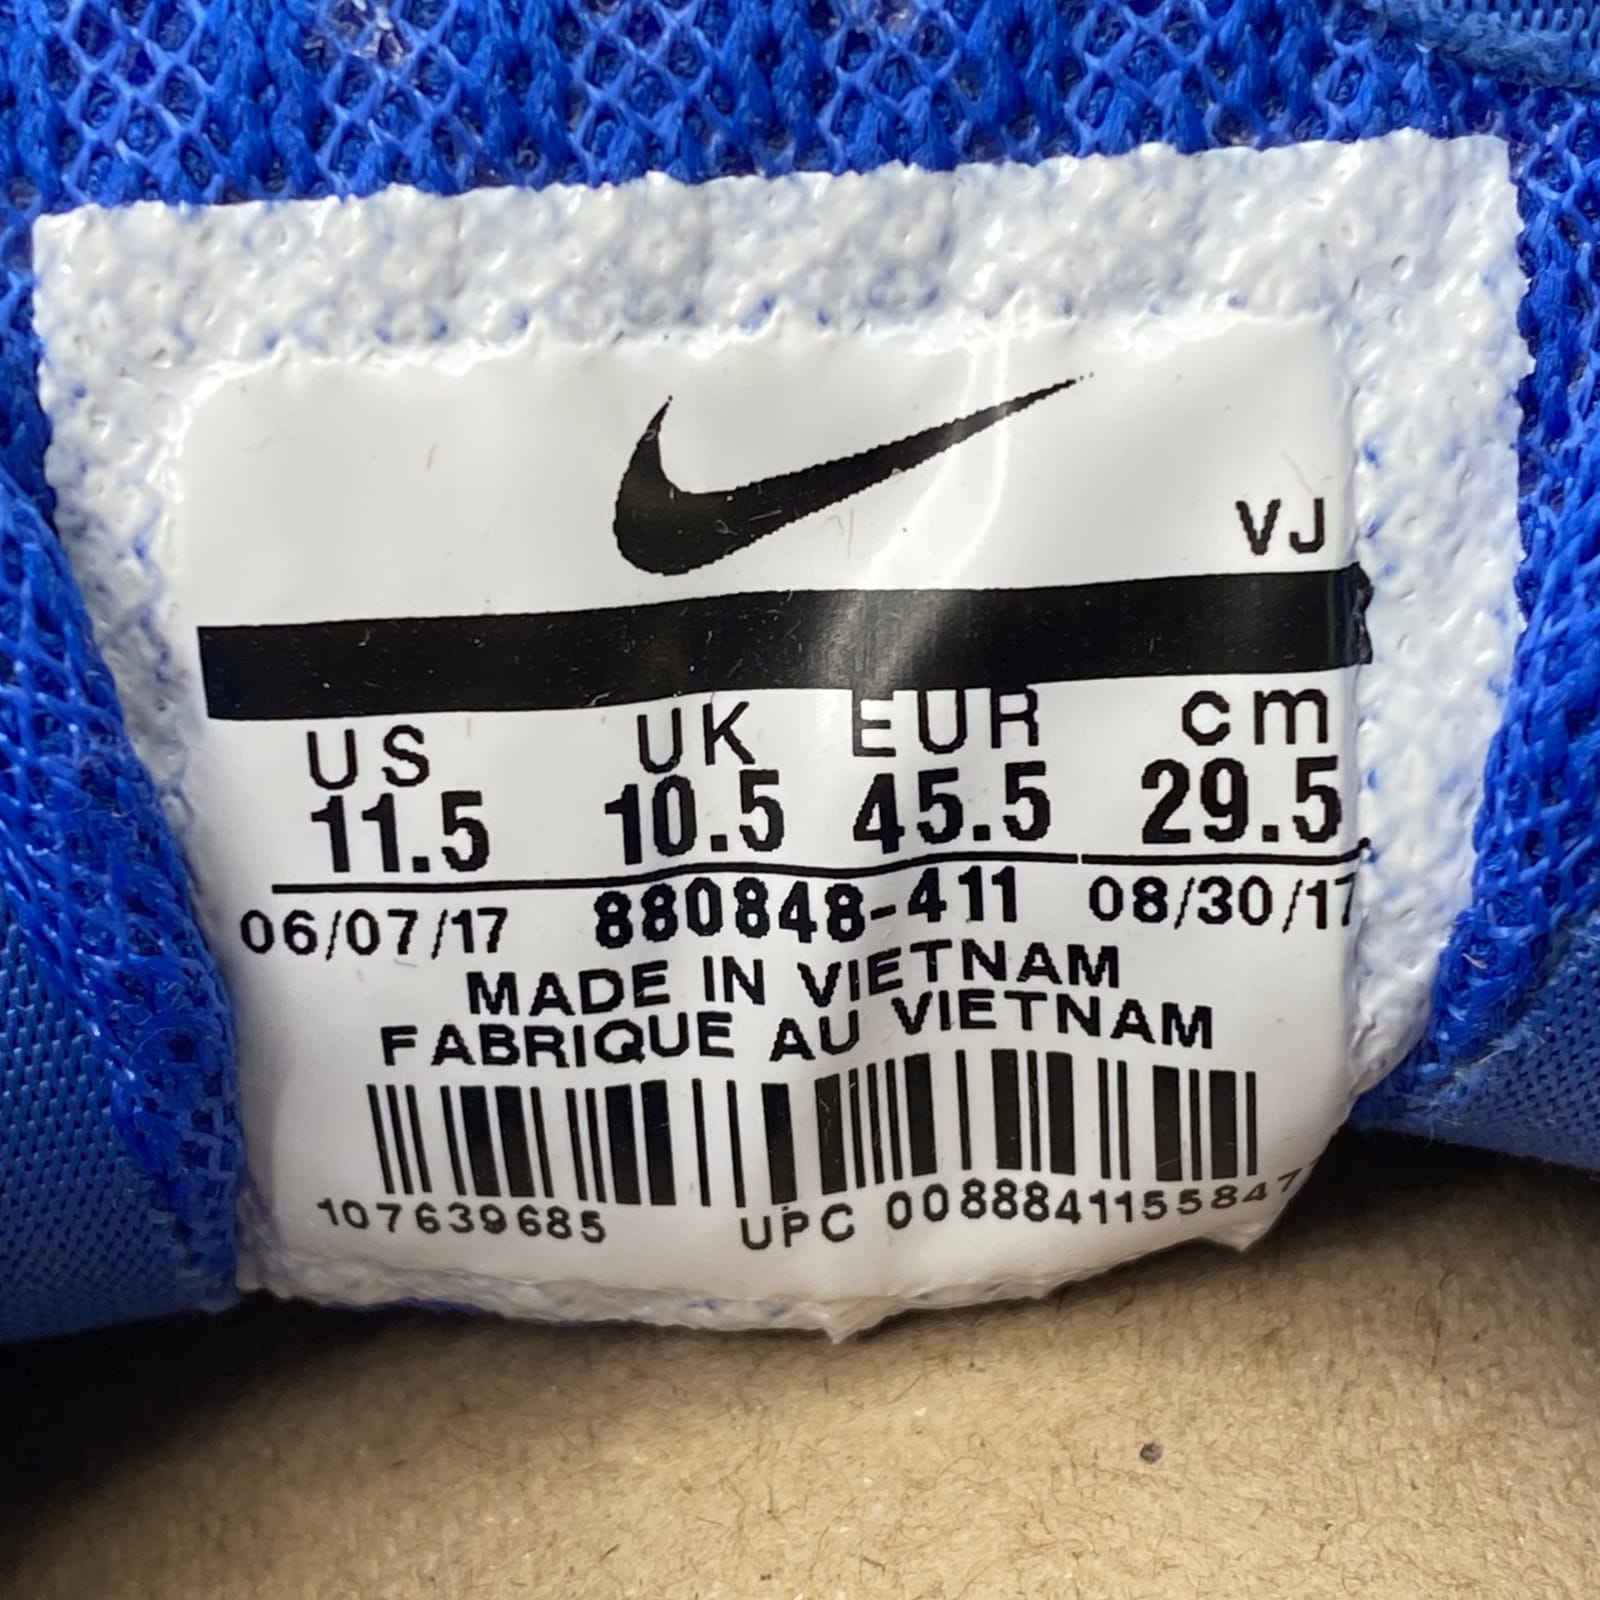 VJ
US UK EUR cm
11.5 10.5 45.5 29.5
06/07/17 880848-411 08/30/17
MADE IN VIETNAM
FABRIQUE AU VIETNAM
107639685 UPC 00888411558477